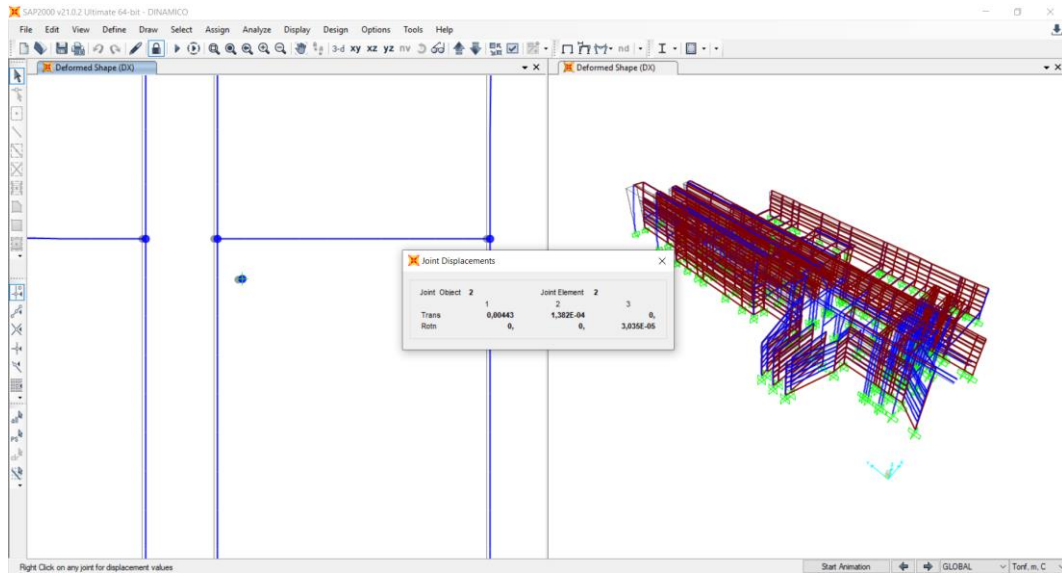 SAP2000 v21.0.2 Ultimate 64-bit - DINAMICO
File Edit View Define Draw Select Assign Analyze Display Design Options Tools Help
3-d xy xz yz nv nd I
Deformed Shape (DX)
Deformed Shape (DX)
Joint Displacements
Joint Object 2 Joint Element 2
1 2 3
Trans 0,00443 1,382E-04 0,
Rotn 0, 0, 3,035E-05
all
PS
clr
Right Click on any joint for displacement values
Start Animation GLOBAL Tonf, m, C